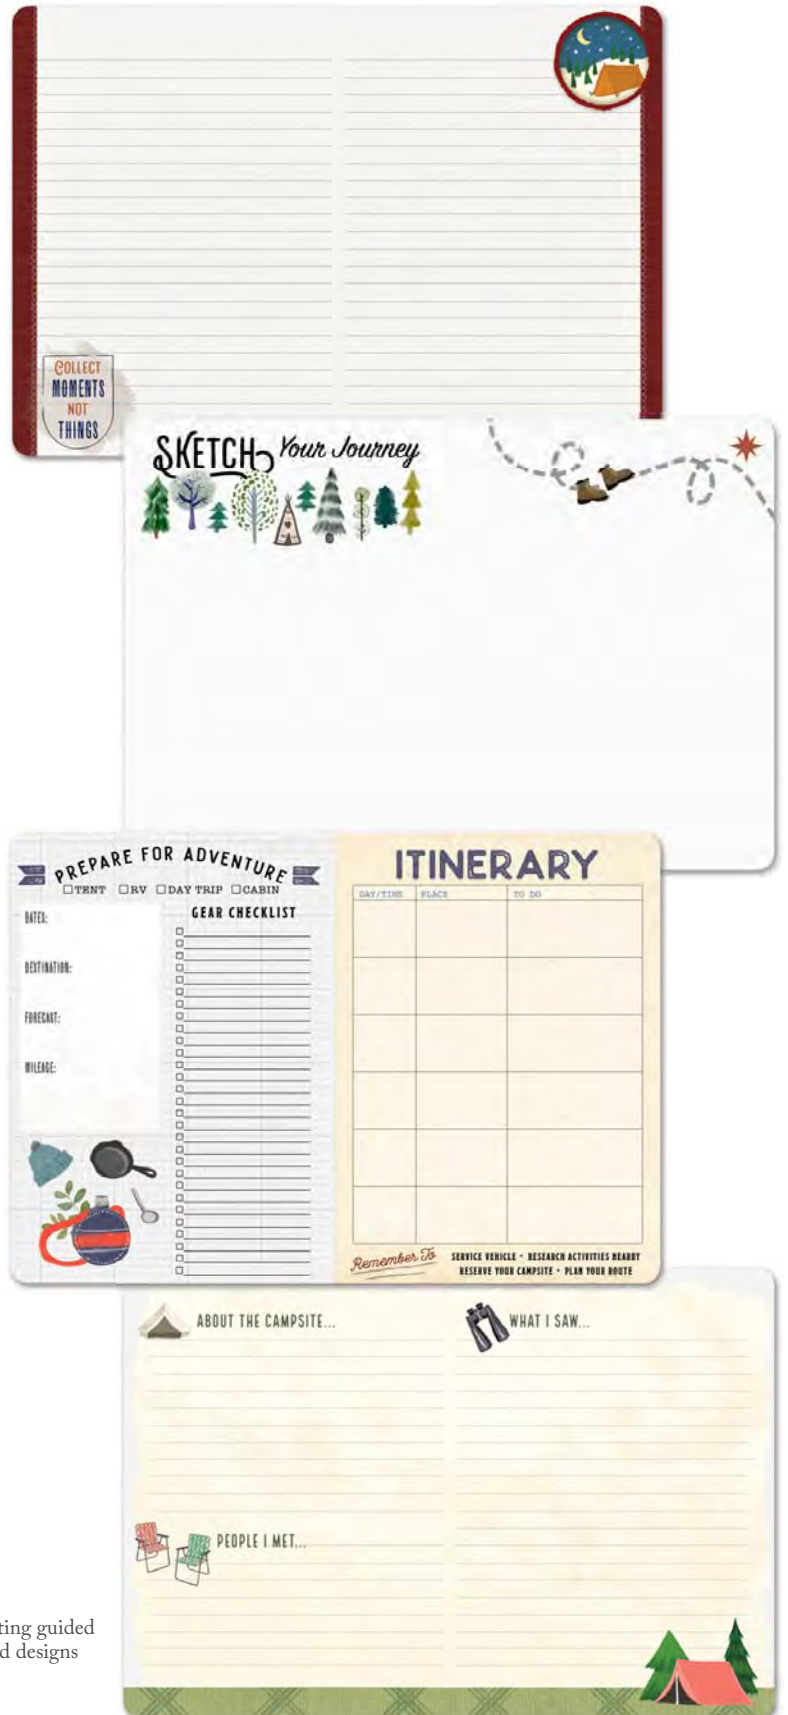 COLLECT
MOMENTS
NOT
THINGS
SKETCH Your Journey
PREPARE FOR ADVENTURE
TENT RV DAY TRIP CABIN
GEAR CHECKLIST
DATES:
DESTINATION:
FORECAST:
MILEAGE:
ITINERARY
DAY/TIME PLACE TO DO
Remember To
SERVICE VEHICLE • RESEARCH ACTIVITIES NEARBY
RESERVE YOUR CAMPSITE • PLAN YOUR ROUTE
ABOUT THE CAMPSITE...
WHAT I SAW...
PEOPLE I MET...
ting guided
d designs